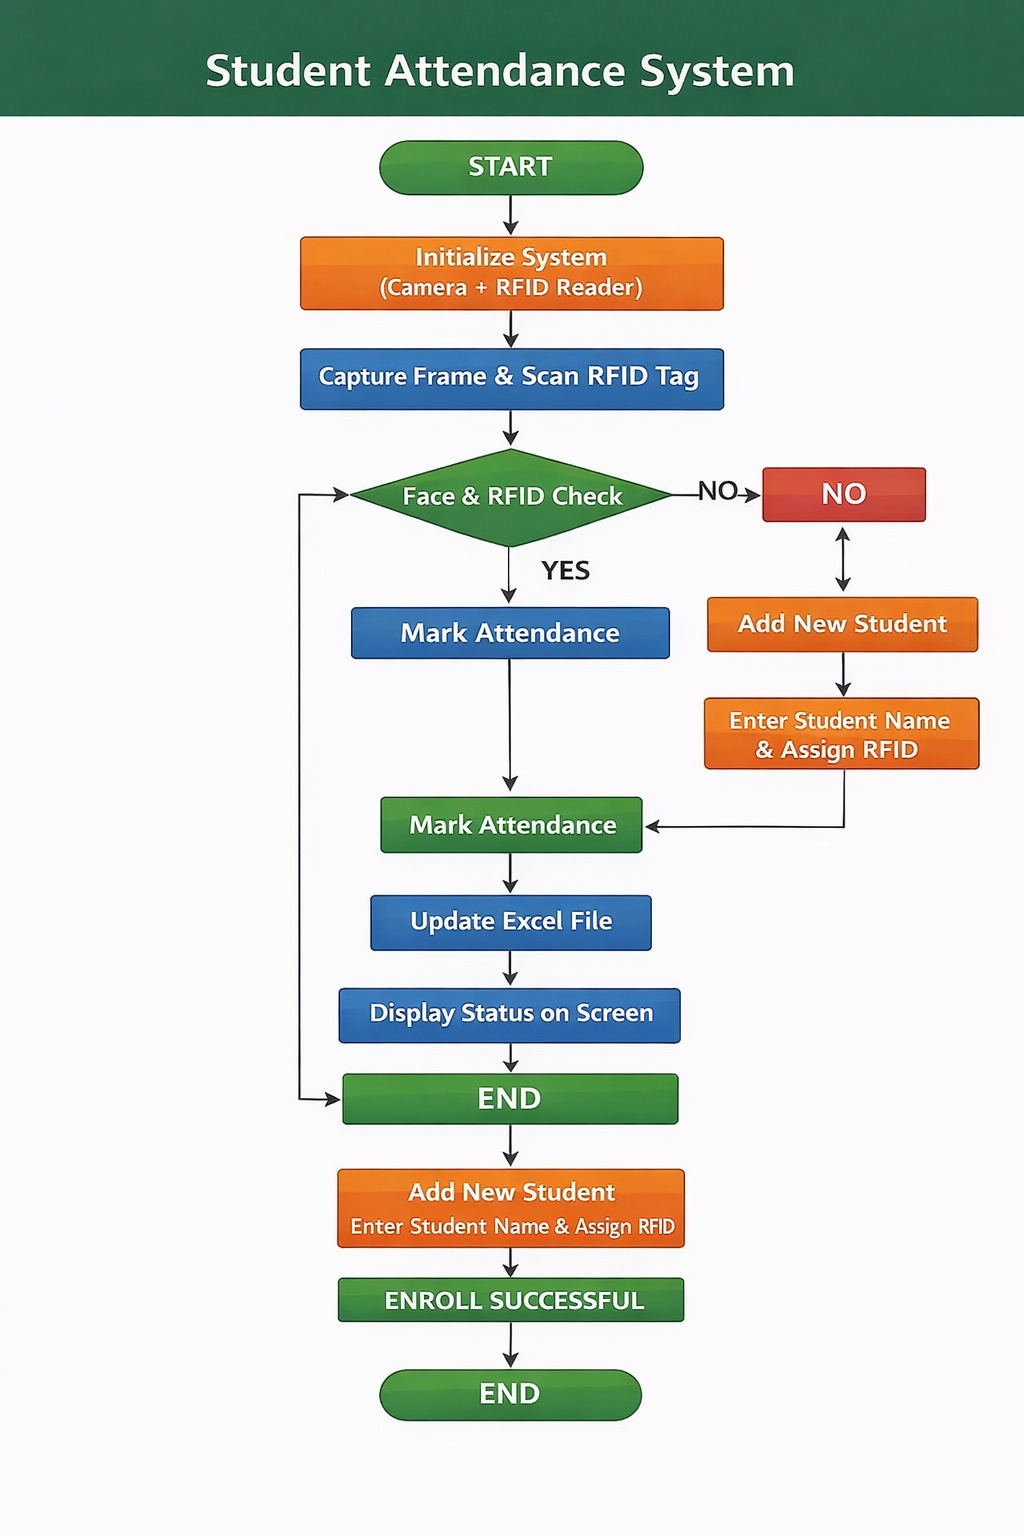 Student Attendance System
START
Initialize System
(Camera + RFID Reader)
Capture Frame & Scan RFID Tag
Face & RFID Check
NO
NO
YES
Mark Attendance
Add New Student
Enter Student Name
& Assign RFID
Mark Attendance
Update Excel File
Display Status on Screen
END
Add New Student
Enter Student Name & Assign RFID
ENROLL SUCCESSFUL
END